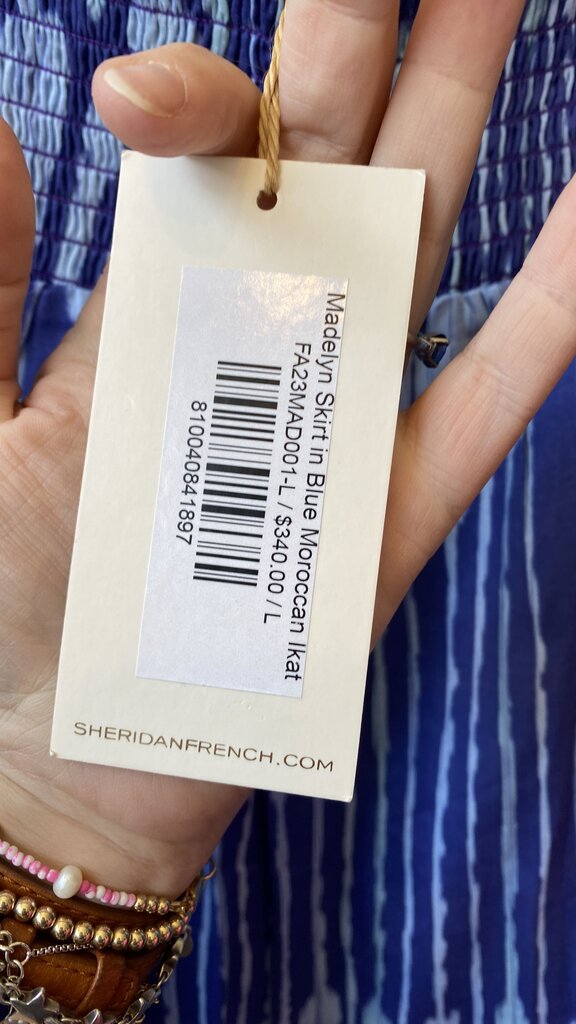 Madelyn Skirt in Blue Moroccan Ikat
FA23MAD001-L / $340.00 / L
810040841897
SHERIDANFRENCH.COM